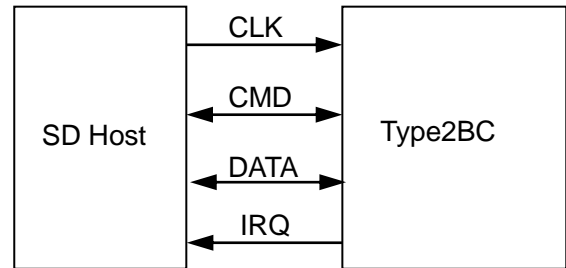 CLK
CMD
SD Host
Type2BC
DATA
IRQ